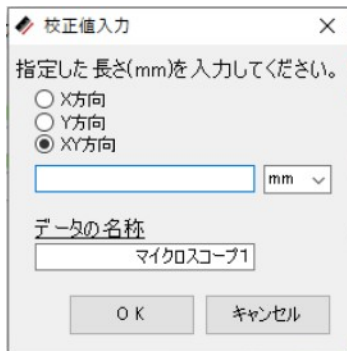 校正値入力
指定した長さ(mm)を入力してください。
X方向
Y方向
XY方向
mm
データの名称
マイクロスコープ1
OK
キャンセル